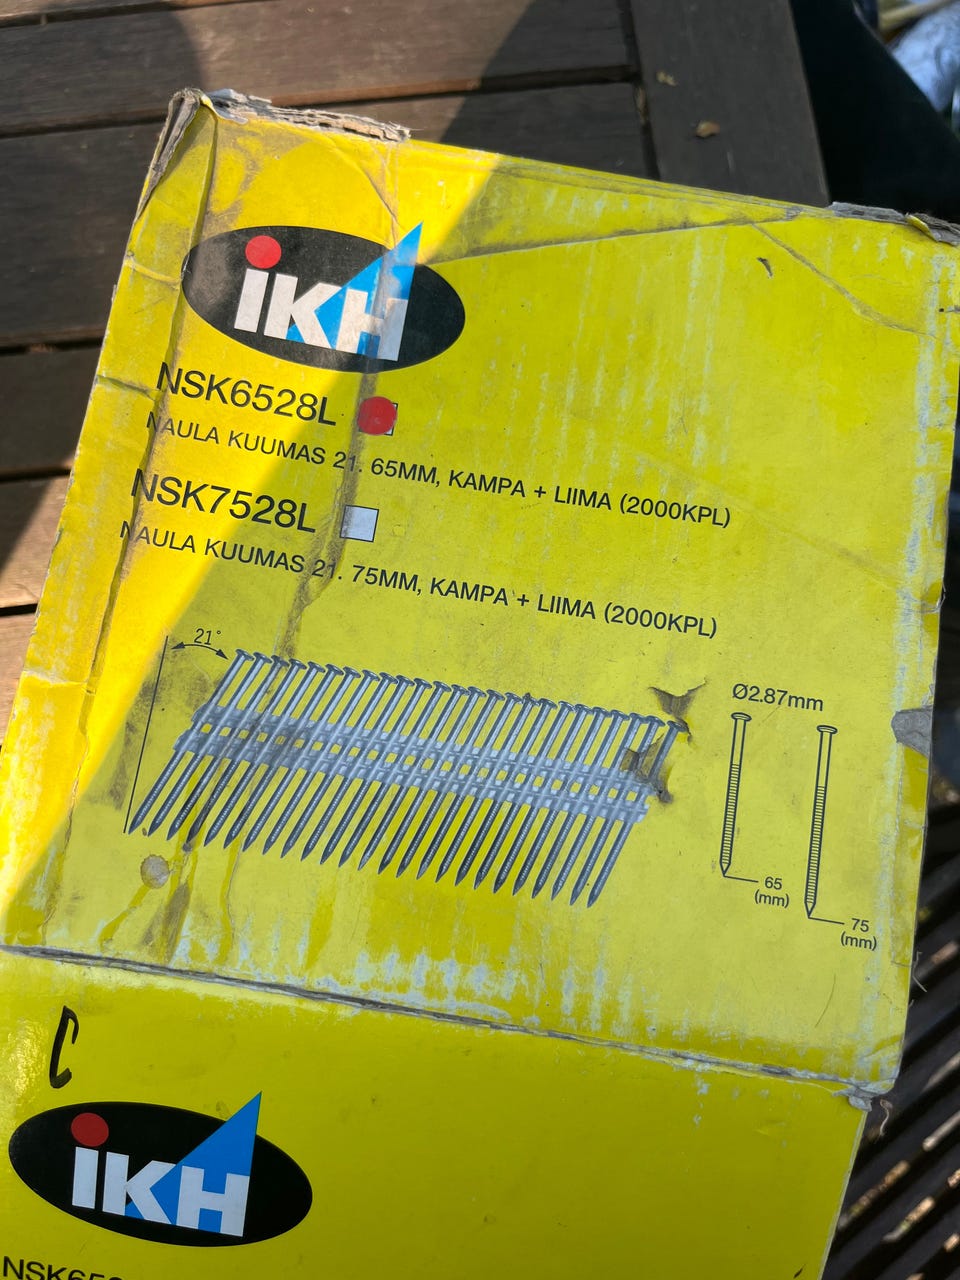 iKH
NSK6528L
NAULA KUUMAS 21. 65MM, KAMPA + LIIMA (2000KPL)
NSK7528L
NAULA KUUMAS 21. 75MM, KAMPA + LIIMA (2000KPL)
21°
Ø2.87mm
65
(mm)
75
(mm)
iKH